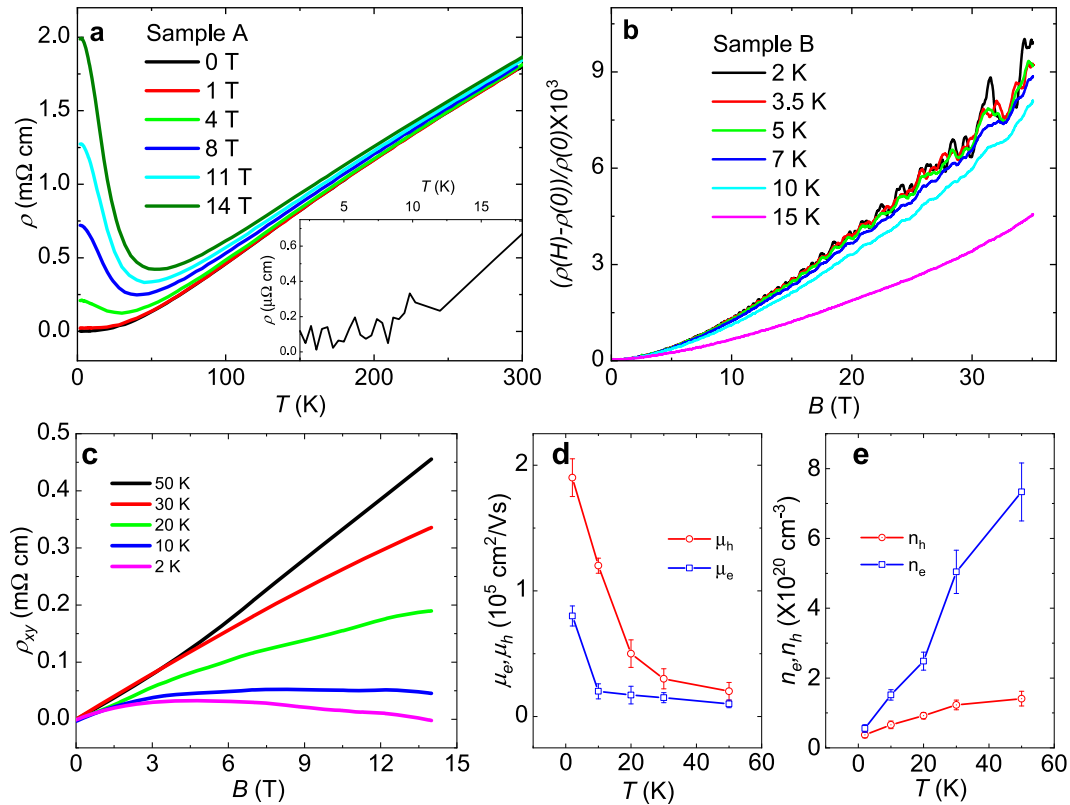 a
Sample A
0 T
1 T
4 T
8 T
11 T
14 T
ρ (mΩ cm)
2.0
1.5
1.0
0.5
0.0
0
100
200
300
T (K)
T (K)
5
10
15
ρ (μΩ cm)
0.6
0.4
0.2
0.0
b
Sample B
2 K
3.5 K
5 K
7 K
10 K
15 K
(ρ(H)-ρ(0))/ρ(0)X10³
9
6
3
0
0
10
20
30
B (T)
c
50 K
30 K
20 K
10 K
2 K
ρxy (mΩ cm)
0.5
0.4
0.3
0.2
0.1
0.0
0
3
6
9
12
15
B (T)
d
μh
μe
μe,μh (10⁵ cm²/Vs)
2
1
0
0
20
40
60
T (K)
e
nh
ne
ne,nh (X10²⁰ cm⁻³)
8
6
4
2
0
0
20
40
60
T (K)